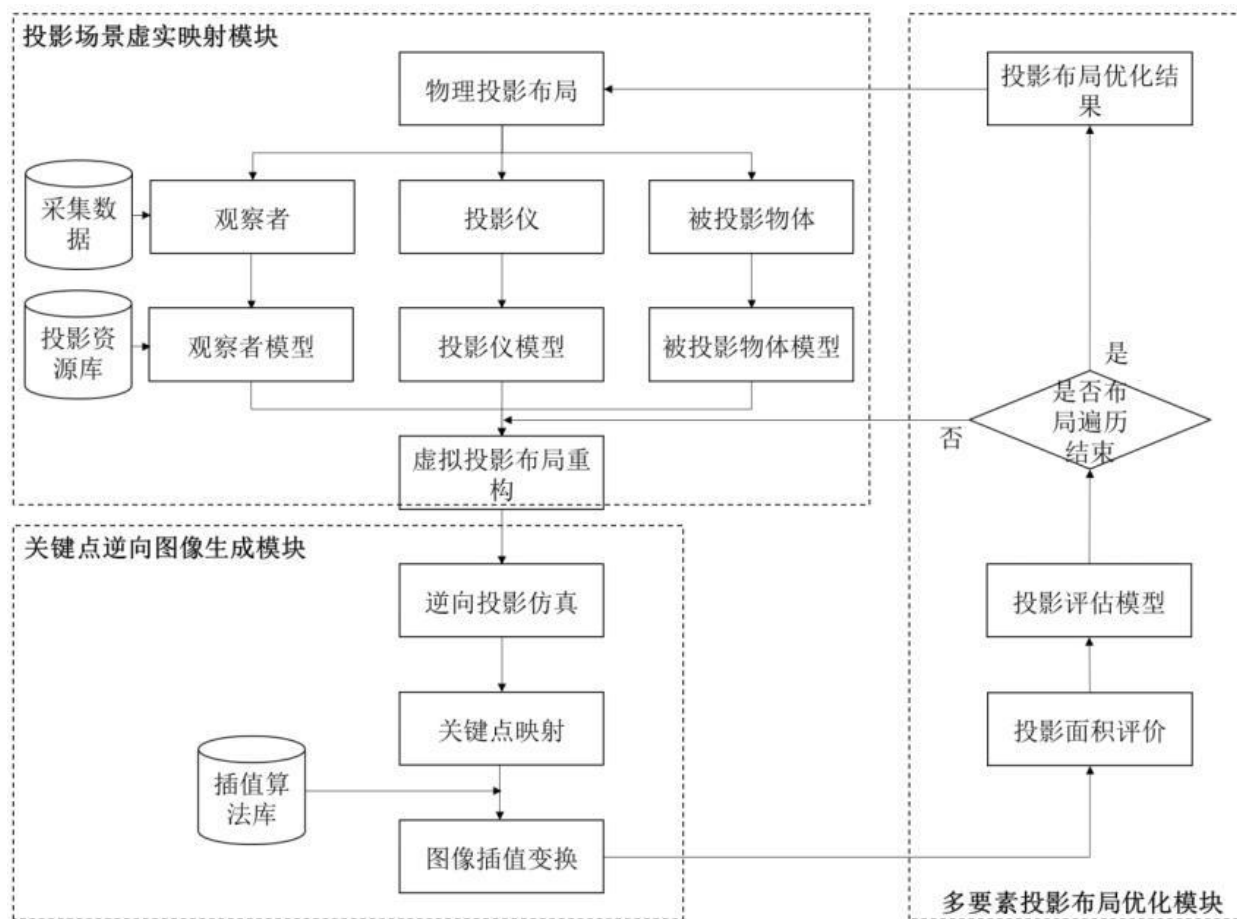 投影场景虚实映射模块
物理投影布局
投影布局优化结
果
采集数
据
观察者
投影仪
被投影物体
投影资
源库
观察者模型
投影仪模型
被投影物体模型
是
是否布
局遍历
结束
否
虚拟投影布局重
构
关键点逆向图像生成模块
逆向投影仿真
投影评估模型
关键点映射
投影面积评价
插值算
法库
图像插值变换
多要素投影布局优化模块